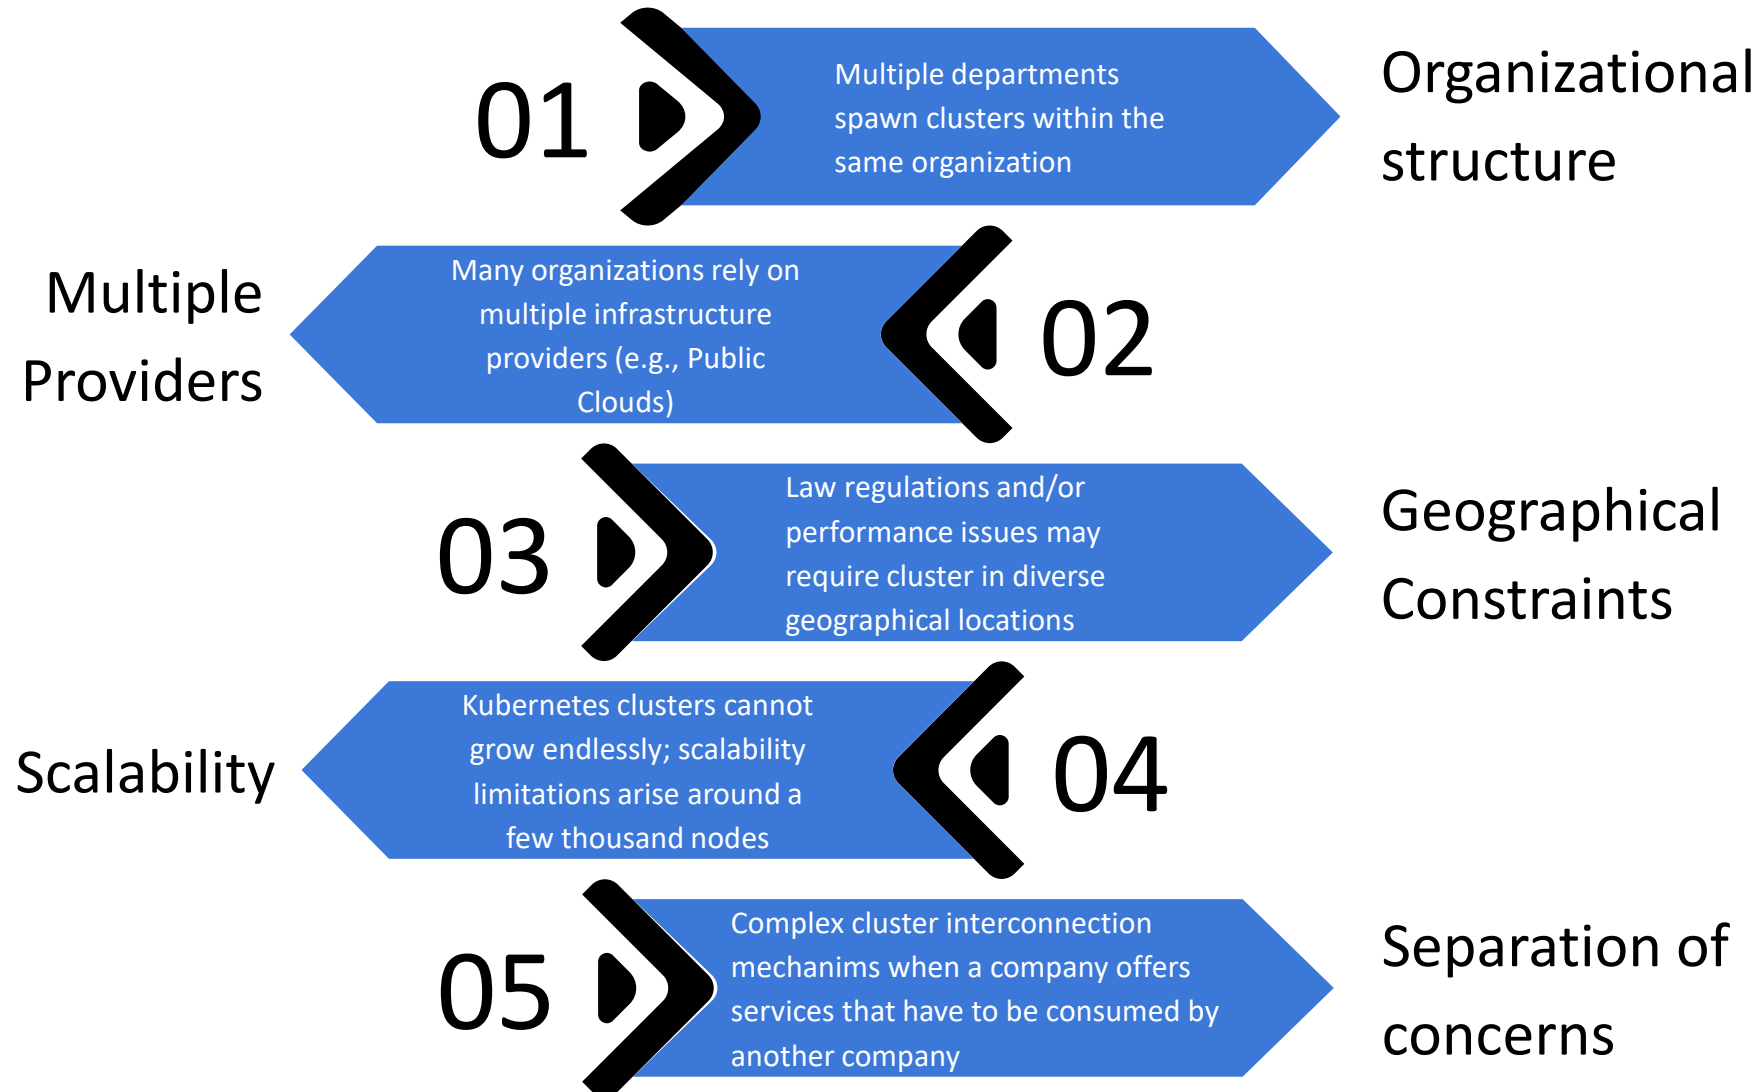 01
Multiple departments
spawn clusters within the
same organization
Organizational
structure
Multiple
Providers
Many organizations rely on
multiple infrastructure
providers (e.g., Public
Clouds)
02
03
Law regulations and/or
performance issues may
require cluster in diverse
geographical locations
Geographical
Constraints
Scalability
Kubernetes clusters cannot
grow endlessly; scalability
limitations arise around a
few thousand nodes
04
05
Complex cluster interconnection
mechanims when a company offers
services that have to be consumed by
another company
Separation of
concerns